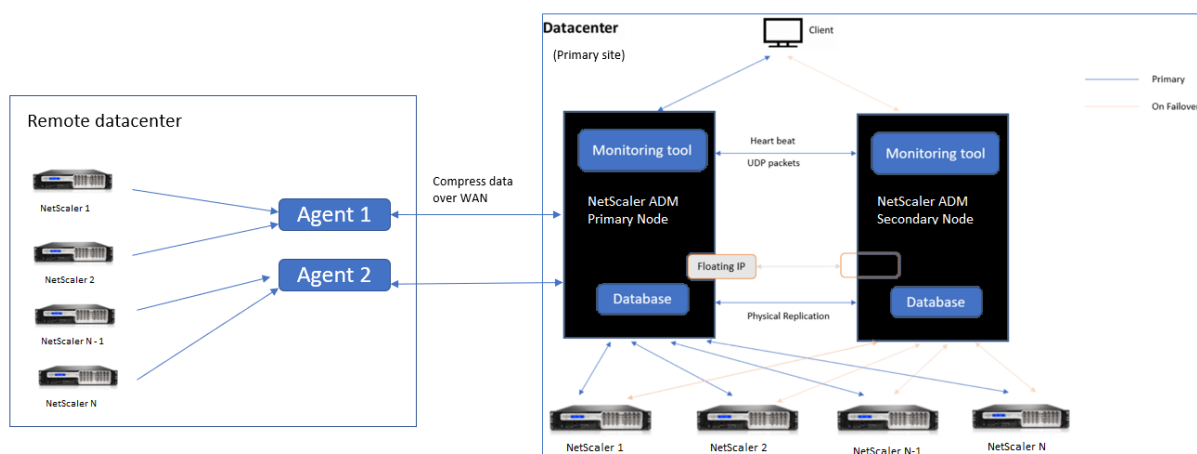 Datacenter
(Primary site)
Client
Primary
On Failover
Remote datacenter
NetScaler 1
NetScaler 2
NetScaler N - 1
NetScaler N
Agent 1
Agent 2
Compress data
over WAN
Monitoring tool
NetScaler ADM
Primary Node
Floating IP
Database
Heart beat
UDP packets
Physical Replication
Monitoring tool
NetScaler ADM
Secondary Node
Database
NetScaler 1
NetScaler 2
NetScaler N-1
NetScaler N